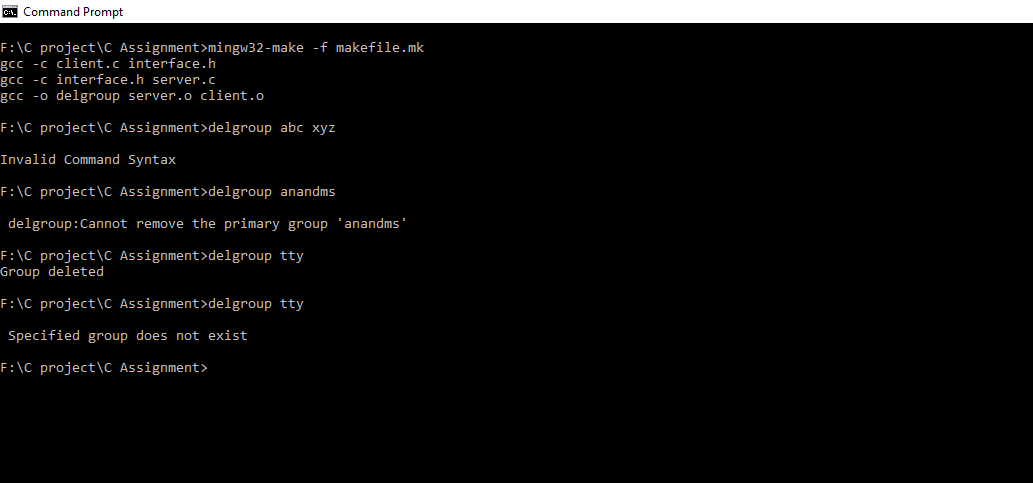 Command Prompt
F:\C project\C Assignment>mingw32-make -f makefile.mk
gcc -c client.c interface.h
gcc -c interface.h server.c
gcc -o delgroup server.o client.o
F:\C project\C Assignment>delgroup abc xyz
Invalid Command Syntax
F:\C project\C Assignment>delgroup anandms
delgroup:Cannot remove the primary group 'anandms'
F:\C project\C Assignment>delgroup tty
Group deleted
F:\C project\C Assignment>delgroup tty
Specified group does not exist
F:\C project\C Assignment>